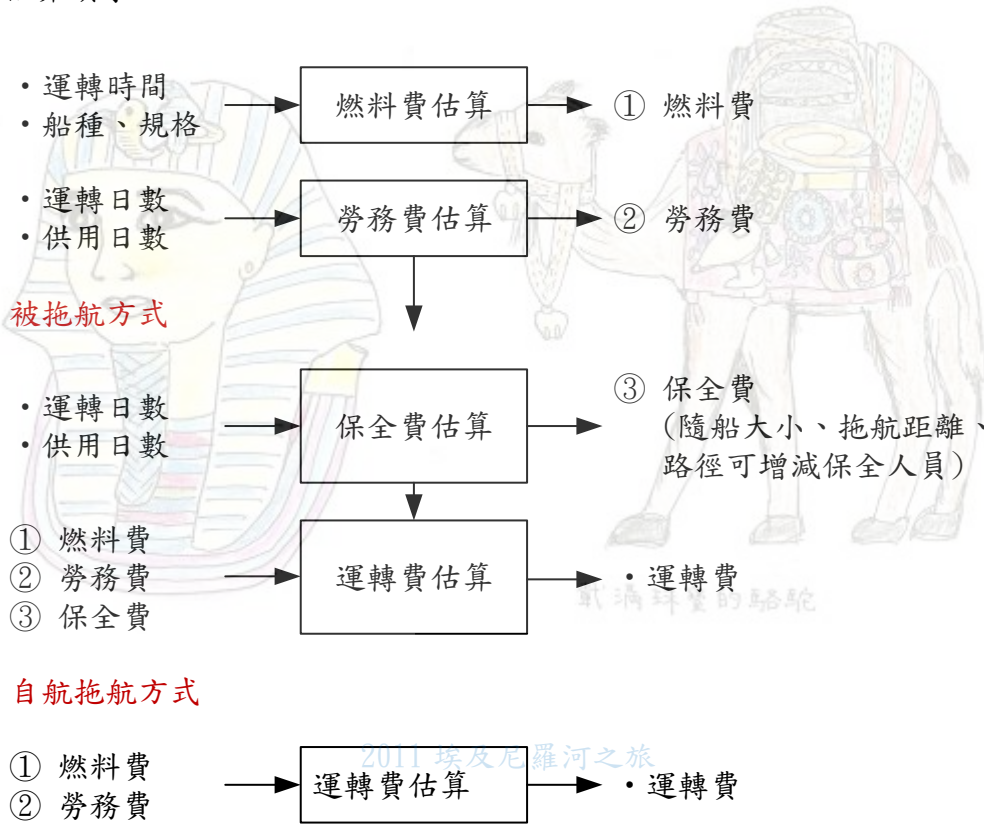 ・運轉時間
・船種、規格
燃料費估算
① 燃料費
・運轉日數
・供用日數
勞務費估算
② 勞務費
被拖航方式
・運轉日數
・供用日數
保全費估算
③ 保全費
(隨船大小、拖航距離、
路徑可增減保全人員)
① 燃料費
② 勞務費
③ 保全費
運轉費估算
・運轉費
的駱駝
自航拖航方式
2011 埃及尼羅河之旅
① 燃料費
② 勞務費
運轉費估算
・運轉費